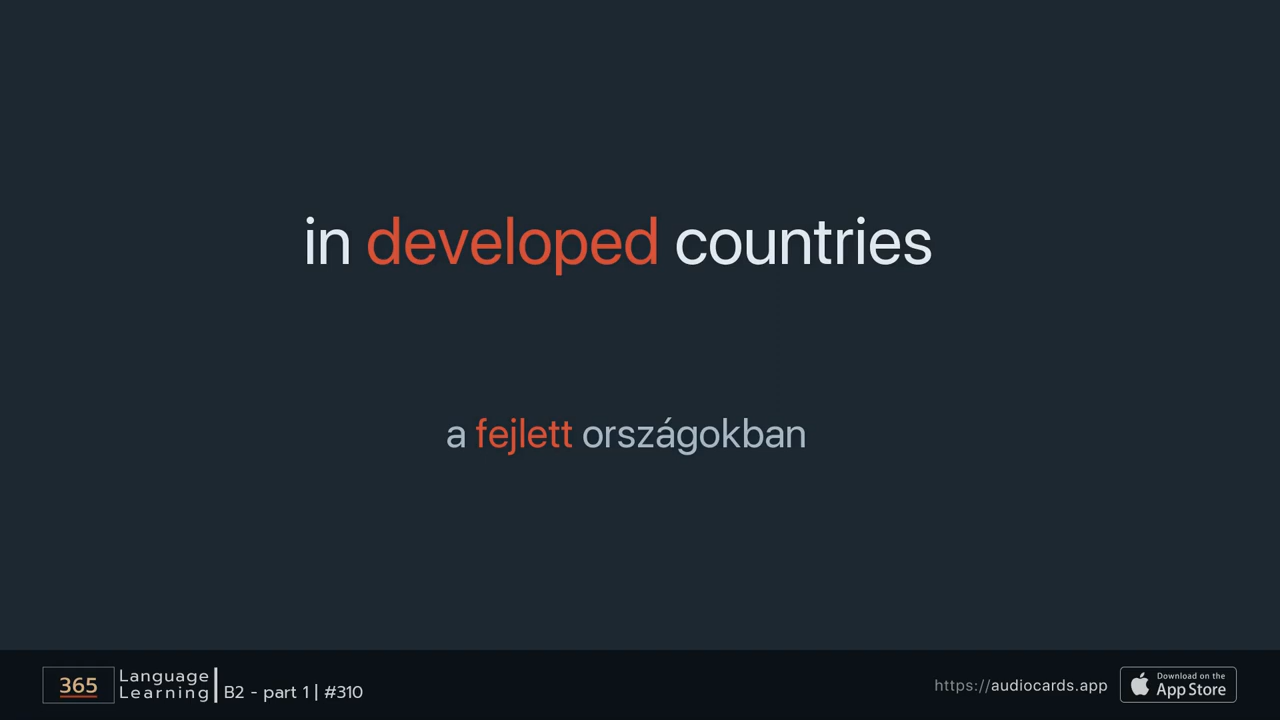 in developed countries
a fejlett országokban
365
Language
Learning
B2 - part 1 | #310
https://audiocards.app
Download on the
App Store